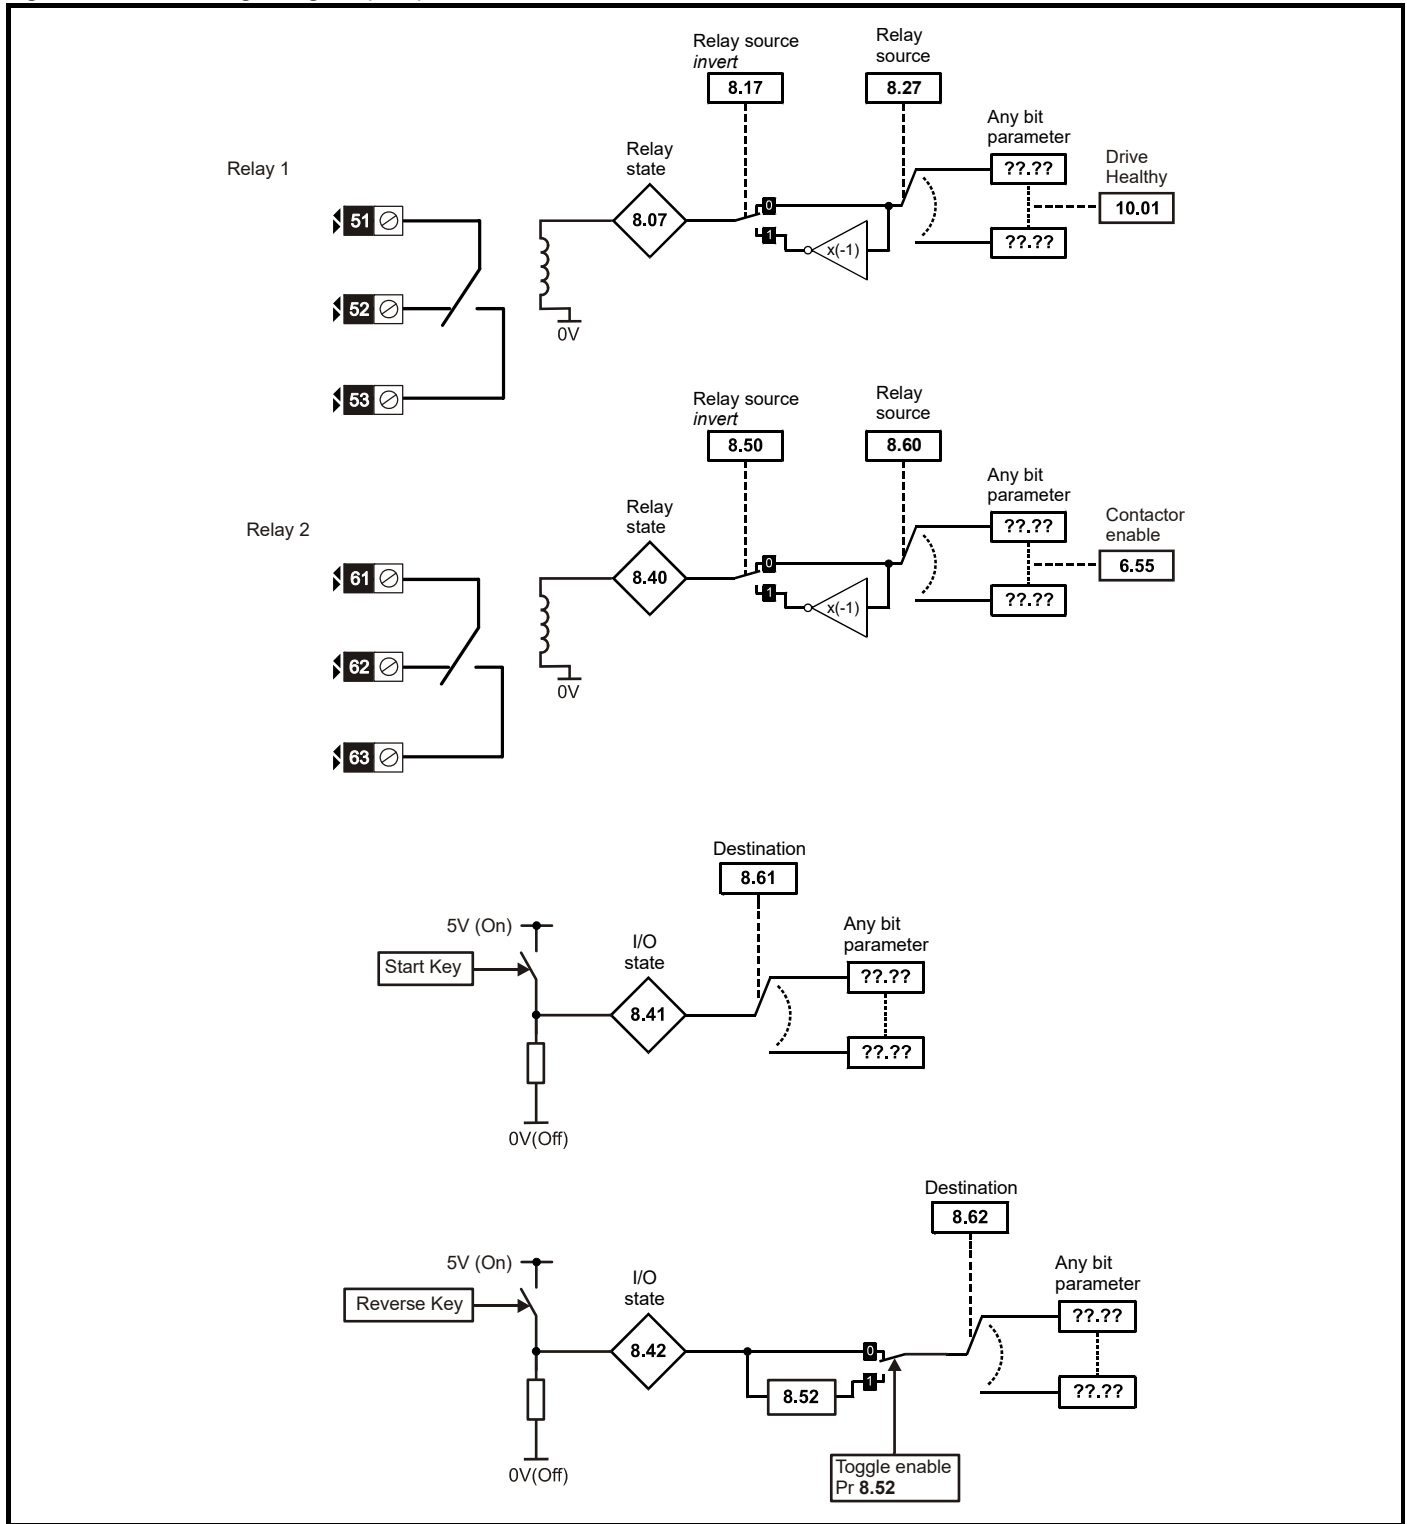 Relay source
invert
8.17
Relay
source
8.27
Any bit
parameter
??.??
??.??
Drive
Healthy
10.01
Relay 1
Relay
state
8.07
0
1
x(-1)
51
52
53
0V
Relay source
invert
8.50
Relay
source
8.60
Any bit
parameter
??.??
??.??
Contactor
enable
6.55
Relay 2
Relay
state
8.40
0
1
x(-1)
61
62
63
0V
Destination
8.61
5V (On)
Start Key
I/O
state
8.41
Any bit
parameter
??.??
??.??
0V(Off)
Destination
8.62
5V (On)
Reverse Key
I/O
state
8.42
0
1
8.52
Any bit
parameter
??.??
??.??
0V(Off)
Toggle enable
Pr 8.52